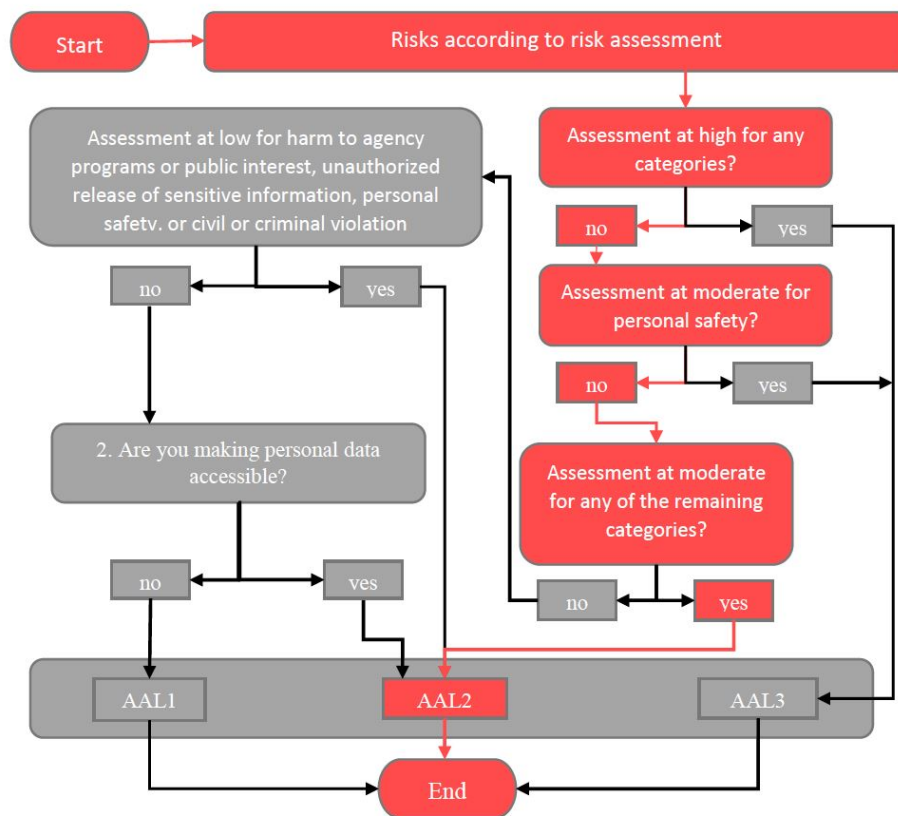 Start
Risks according to risk assessment
Assessment at low for harm to agency
programs or public interest, unauthorized
release of sensitive information, personal
safety. or civil or criminal violation
Assessment at high for any
categories?
no
yes
no
yes
Assessment at moderate for
personal safety?
no
yes
2. Are you making personal data
accessible?
Assessment at moderate
for any of the remaining
categories?
no
yes
no
yes
AAL1
AAL2
AAL3
End